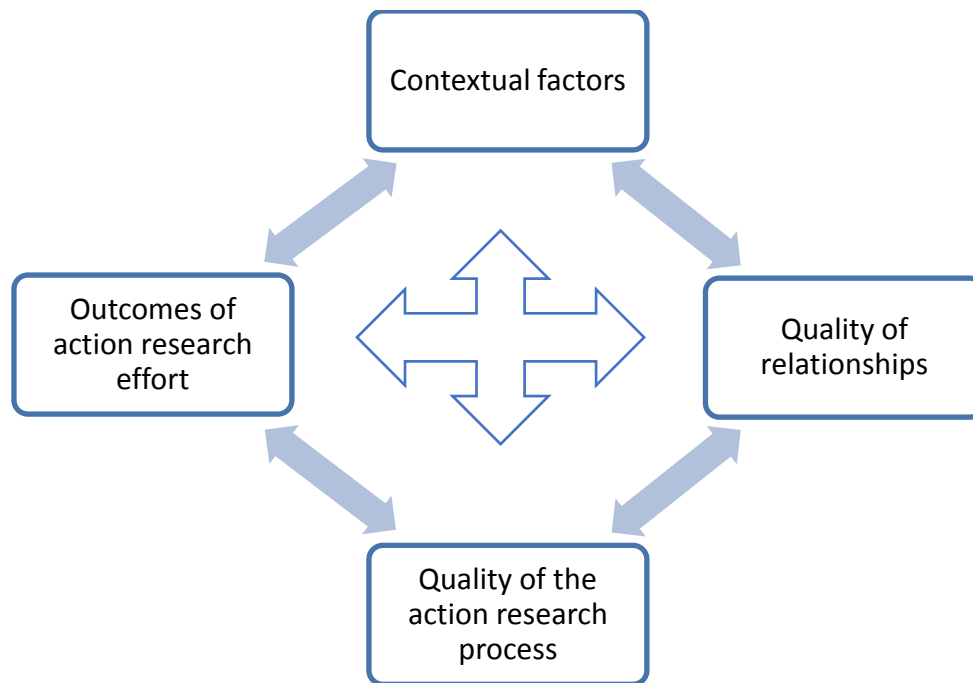 Contextual factors
Outcomes of
action research
effort
Quality of
relationships
Quality of the
action research
process